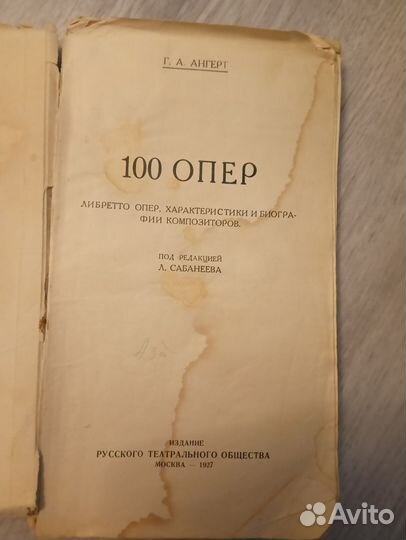 Г. А. АНГЕРТ
100 ОПЕР
ЛИБРЕТТО ОПЕР, ХАРАКТЕРИСТИКИ И БИОГРА-
ФИИ КОМПОЗИТОРОВ.
ПОД РЕДАКЦИЕЙ
Л. САБАНЕЕВА
ИЗДАНИЕ
РУССКОГО ТЕАТРАЛЬНОГО ОБЩЕСТВА
МОСКВА — 1927
Avito